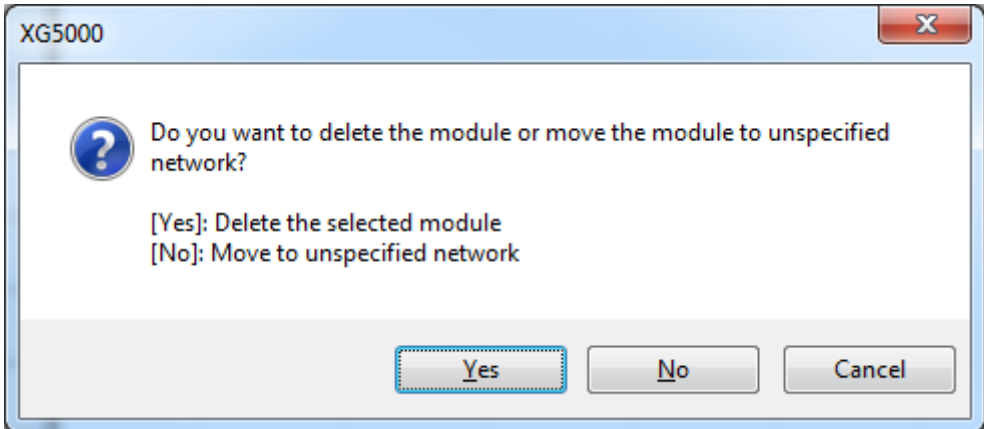 XG5000
Do you want to delete the module or move the module to unspecified
network?
[Yes]: Delete the selected module
[No]: Move to unspecified network
Yes
No
Cancel